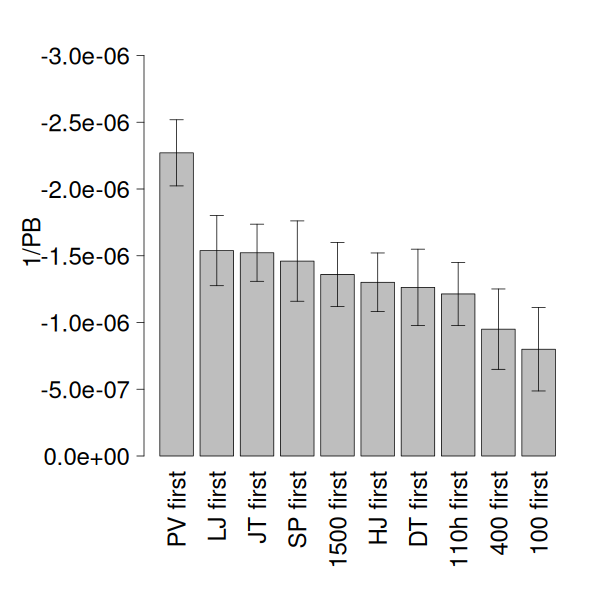 -3.0e-06
-2.5e-06
-2.0e-06
-1.5e-06
-1.0e-06
-5.0e-07
0.0e+00
1/PB
PV first
LJ first
JT first
SP first
1500 first
HJ first
DT first
110h first
400 first
100 first